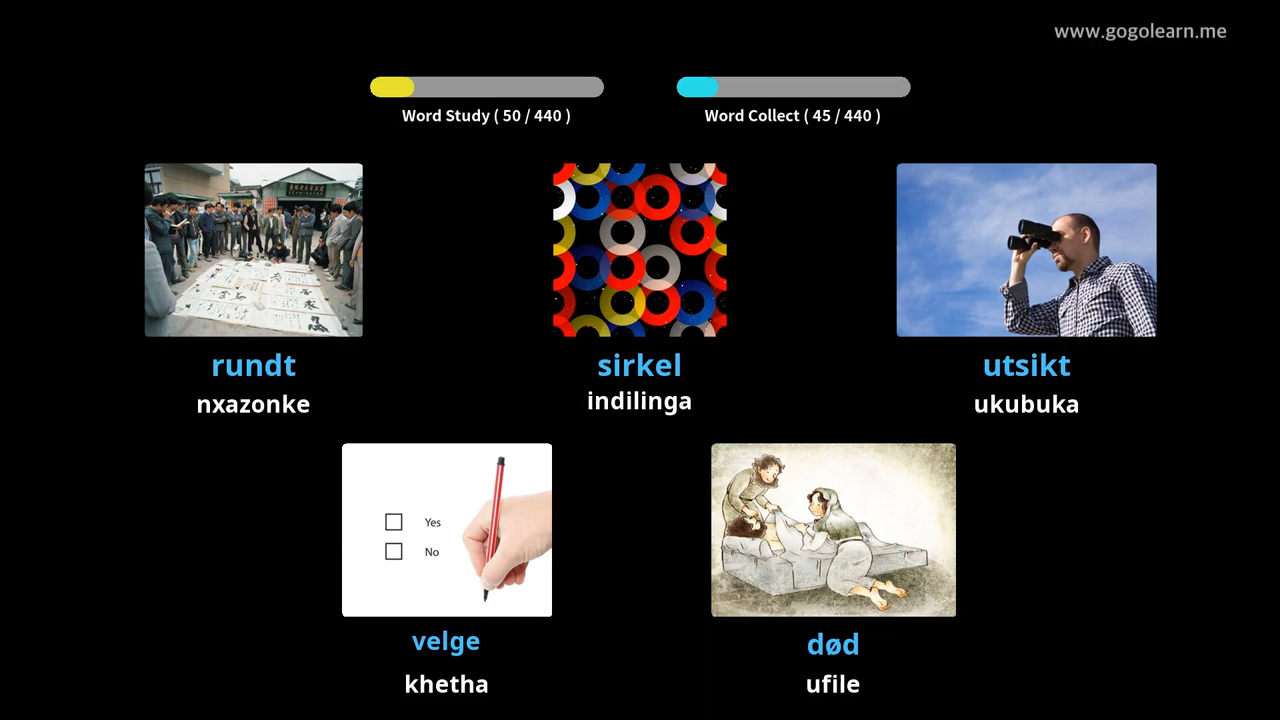 www.gogolearn.me
Word Study ( 50 / 440 )
Word Collect ( 45 / 440 )
rundt
nxazonke
sirkel
indilinga
utsikt
ukubuka
Yes
No
velge
khetha
død
ufile